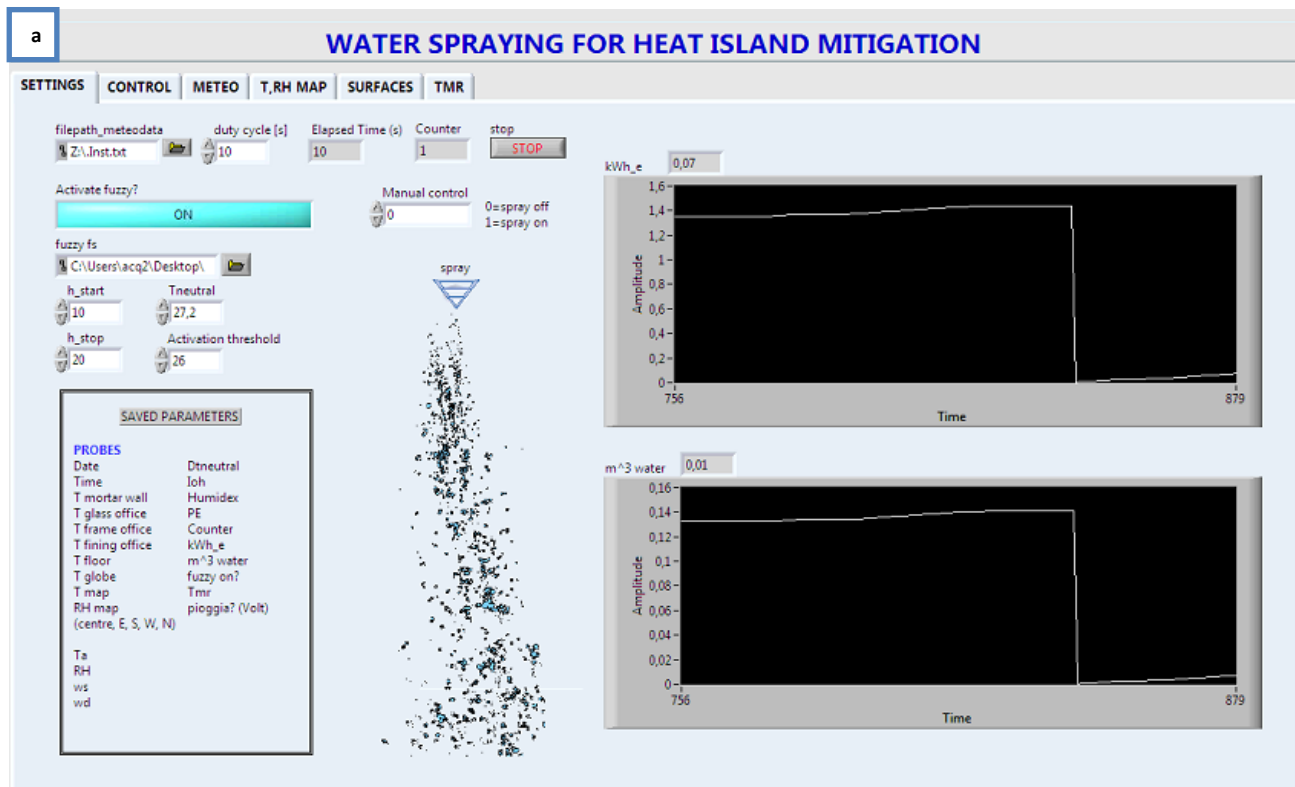 a
WATER SPRAYING FOR HEAT ISLAND MITIGATION
SETTINGS CONTROL METEO T,RH MAP SURFACES TMR
filepath_meteodata duty cycle [s] Elapsed Time (s) Counter stop
Z:\.Inst.txt 10 10 1 STOP
Activate fuzzy?
ON
Manual control
0
0=spray off
1=spray on
fuzzy fs
C:\Users\acq2\Desktop\
h_start Tneutral
10 27,2
h_stop Activation threshold
20 26
spray
SAVED PARAMETERS
PROBES
Date Dtneutral
Time Ioh
T mortar wall Humidex
T glass office PE
T frame office Counter
T fining office kWh_e
T floor m^3 water
T globe fuzzy on?
T map Tmr
RH map pioggia? (Volt)
(centre, E, S, W, N)
Ta
RH
ws
wd
kWh_e 0,07
1,6
1,4
1,2
1
0,8
0,6
0,4
0,2
0
Amplitude
756 879
Time
m^3 water 0,01
0,16
0,14
0,12
0,1
0,08
0,06
0,04
0,02
0
Amplitude
756 879
Time